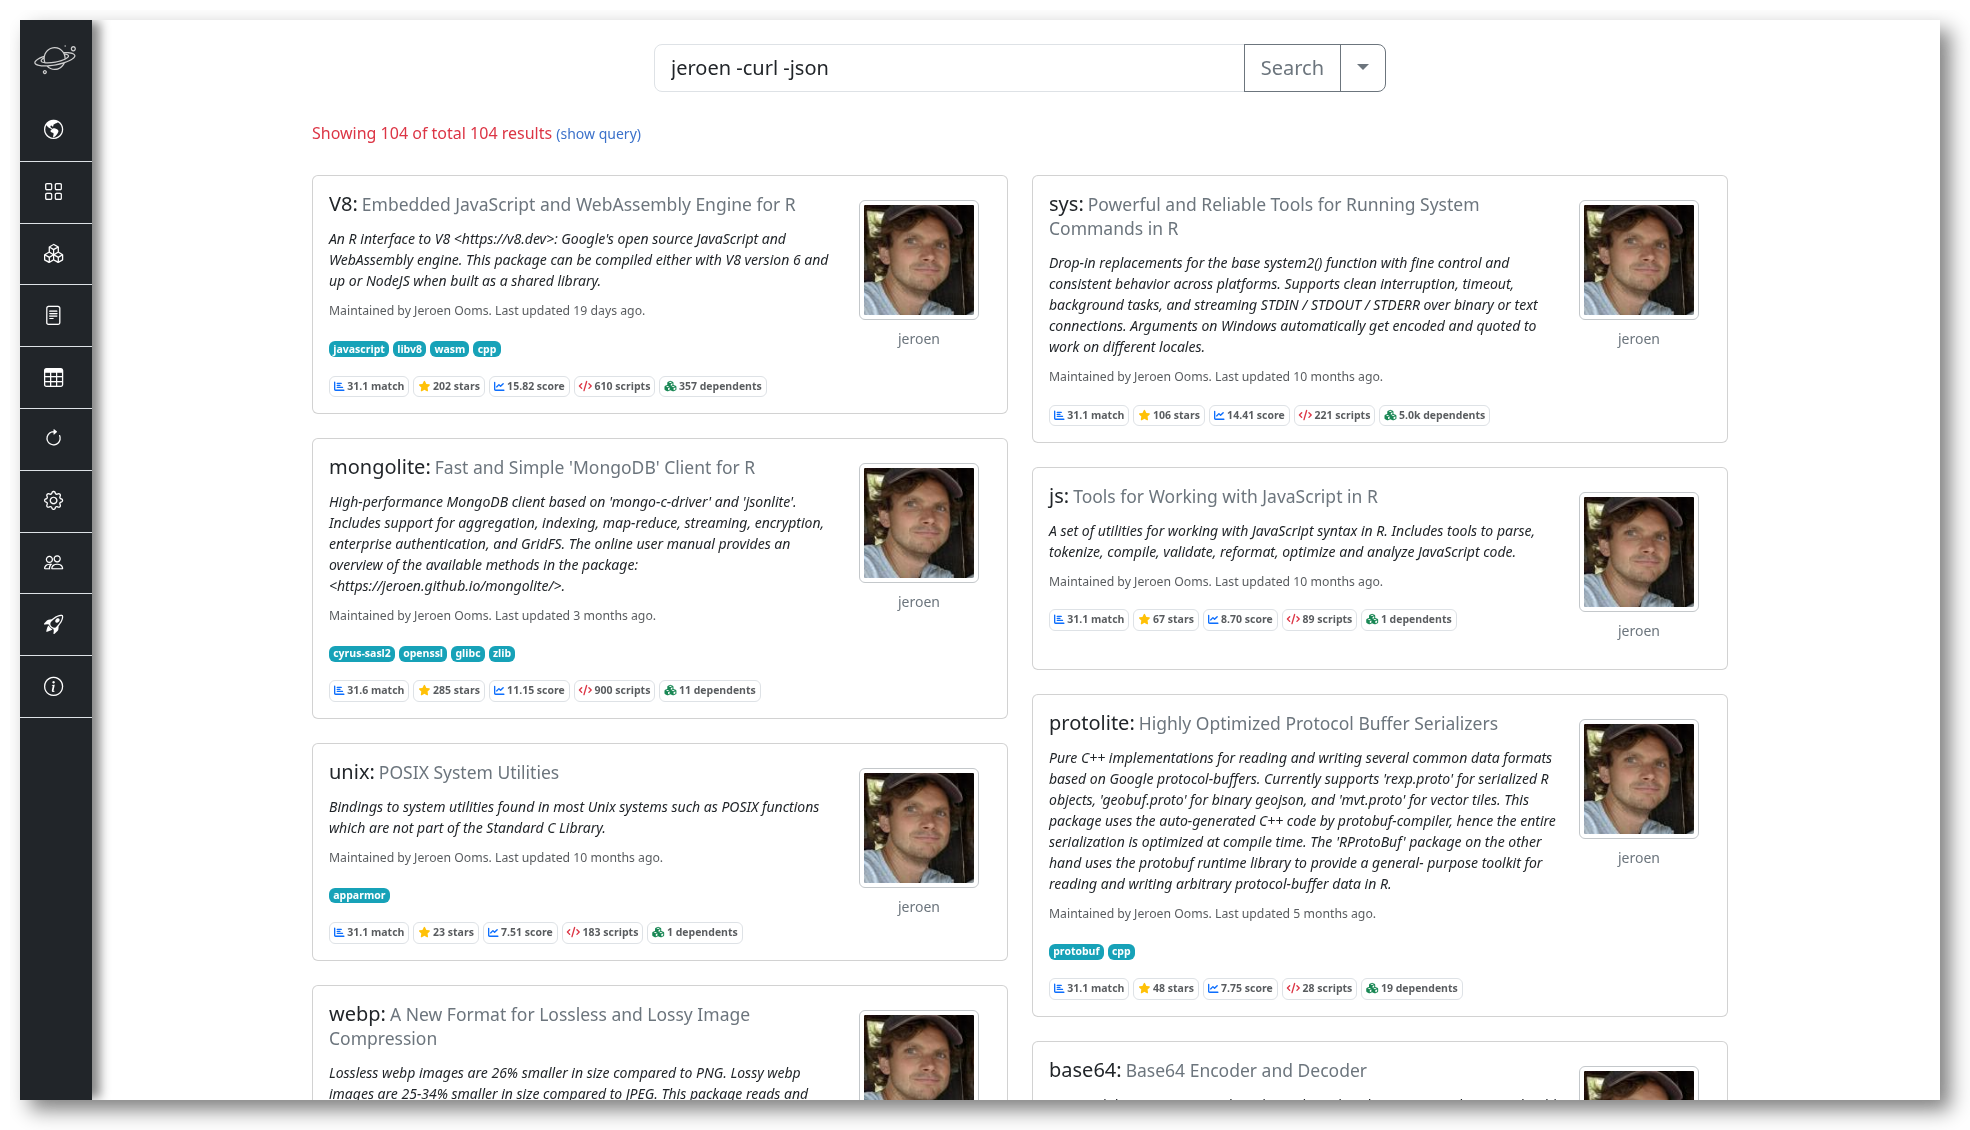 jeroen -curl -json
Search
Showing 104 of total 104 results (show query)
V8: Embedded JavaScript and WebAssembly Engine for R
An R interface to V8 <https://v8.dev>: Google's open source JavaScript and
WebAssembly engine. This package can be compiled either with V8 version 6 and
up or NodeJS when built as a shared library.
Maintained by Jeroen Ooms. Last updated 19 days ago.
javascript libv8 wasm cpp
31.1 match 202 stars 15.82 score 610 scripts 357 dependents
jeroen
mongolite: Fast and Simple 'MongoDB' Client for R
High-performance MongoDB client based on 'mongo-c-driver' and 'jsonlite'.
Includes support for aggregation, indexing, map-reduce, streaming, encryption,
enterprise authentication, and GridFS. The online user manual provides an
overview of the available methods in the package:
<https://jeroen.github.io/mongolite/>.
Maintained by Jeroen Ooms. Last updated 3 months ago.
cyrus-sasl2 openssl glibc zlib
31.6 match 285 stars 11.15 score 900 scripts 11 dependents
jeroen
unix: POSIX System Utilities
Bindings to system utilities found in most Unix systems such as POSIX functions
which are not part of the Standard C Library.
Maintained by Jeroen Ooms. Last updated 10 months ago.
apparmor
31.1 match 23 stars 7.51 score 183 scripts 1 dependents
jeroen
webp: A New Format for Lossless and Lossy Image
Compression
Lossless webp images are 26% smaller in size compared to PNG. Lossy webp
images are 25-34% smaller in size compared to JPEG. This package reads and
sys: Powerful and Reliable Tools for Running System
Commands in R
Drop-in replacements for the base system2() function with fine control and
consistent behavior across platforms. Supports clean interruption, timeout,
background tasks, and streaming STDIN / STDOUT / STDERR over binary or text
connections. Arguments on Windows automatically get encoded and quoted to
work on different locales.
Maintained by Jeroen Ooms. Last updated 10 months ago.
31.1 match 106 stars 14.41 score 221 scripts 5.0k dependents
jeroen
js: Tools for Working with JavaScript in R
A set of utilities for working with JavaScript syntax in R. Includes tools to parse,
tokenize, compile, validate, reformat, optimize and analyze JavaScript code.
Maintained by Jeroen Ooms. Last updated 10 months ago.
31.1 match 67 stars 8.70 score 89 scripts 1 dependents
jeroen
protolite: Highly Optimized Protocol Buffer Serializers
Pure C++ implementations for reading and writing several common data formats
based on Google protocol-buffers. Currently supports 'rexp.proto' for serialized R
objects, 'geobuf.proto' for binary geojson, and 'mvt.proto' for vector tiles. This
package uses the auto-generated C++ code by protobuf-compiler, hence the entire
serialization is optimized at compile time. The 'RProtoBuf' package on the other
hand uses the protobuf runtime library to provide a general- purpose toolkit for
reading and writing arbitrary protocol-buffer data in R.
Maintained by Jeroen Ooms. Last updated 5 months ago.
protobuf cpp
31.1 match 48 stars 7.75 score 28 scripts 19 dependents
jeroen
base64: Base64 Encoder and Decoder